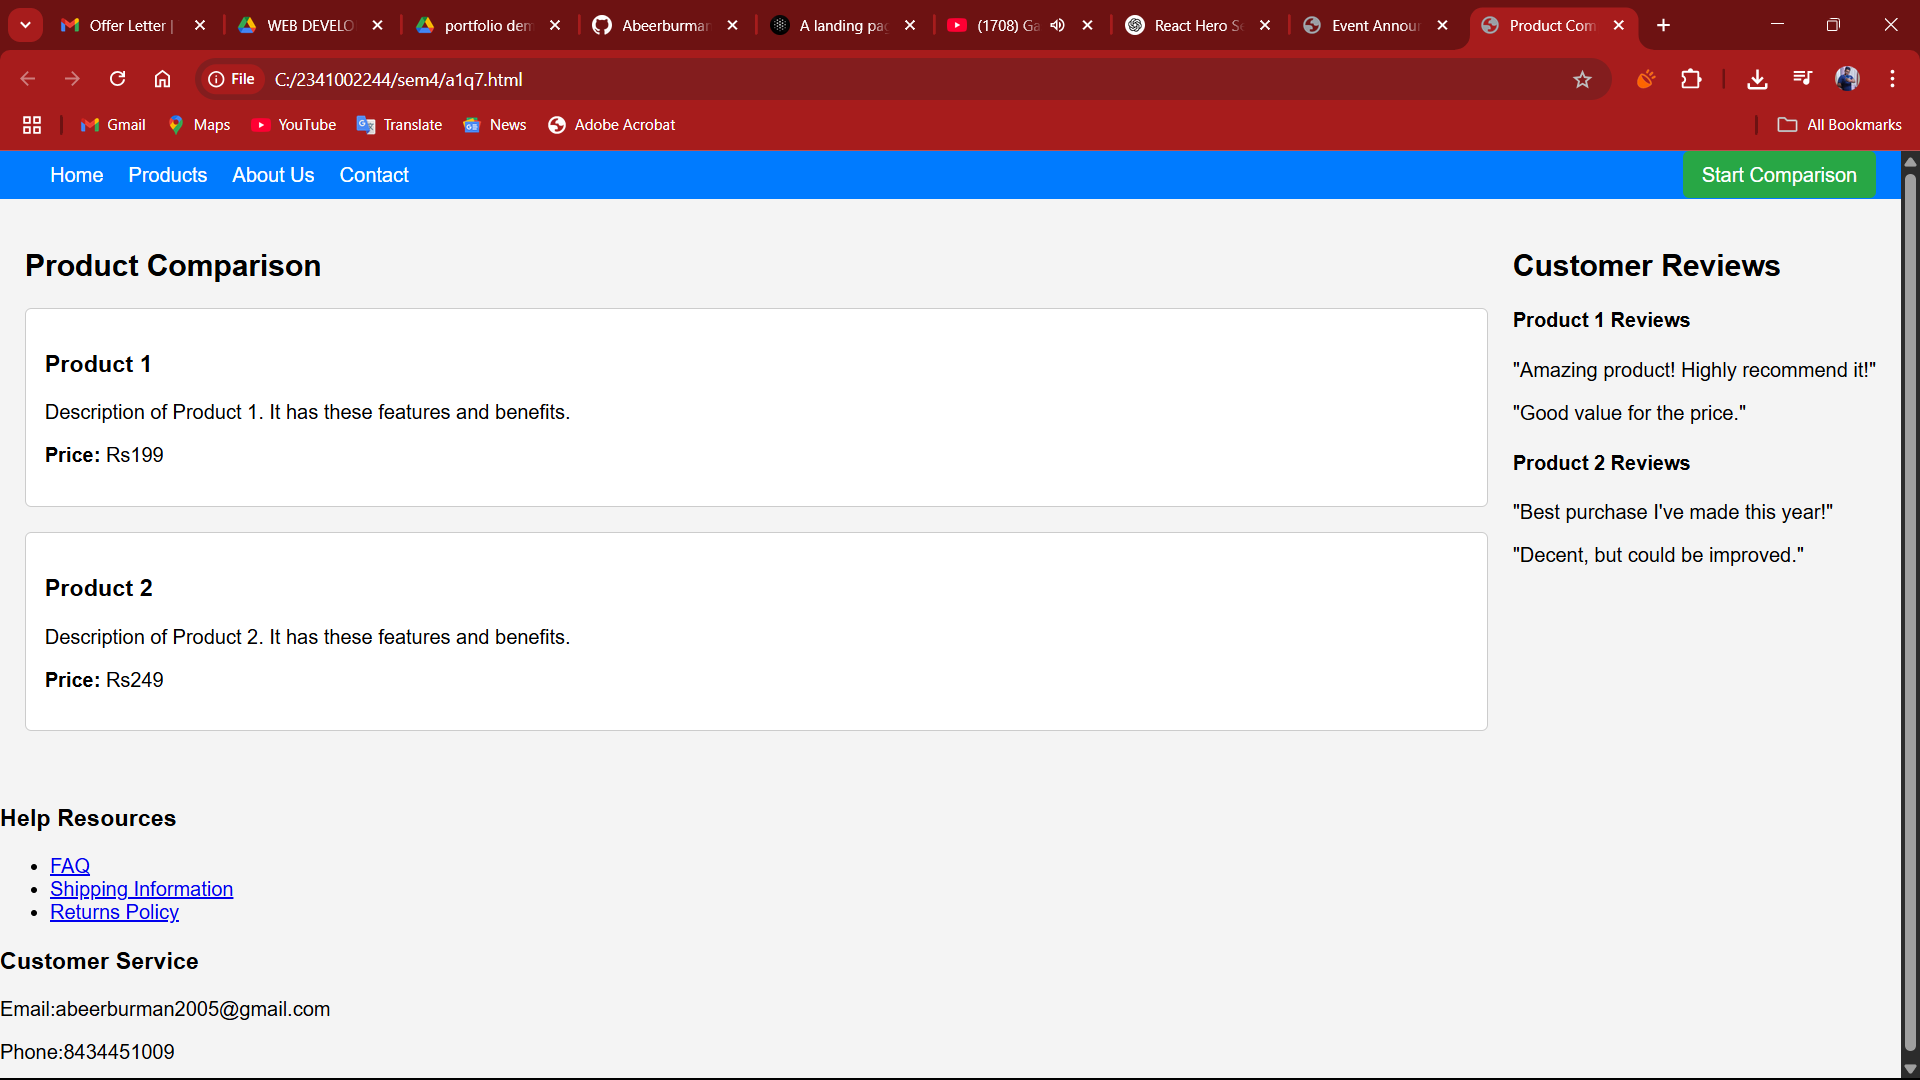 Offer Letter |
WEB DEVELO
portfolio dem
Abeerburman
A landing pa
(1708) Ga
React Hero S
Event Announ
Product Com
File
C:/2341002244/sem4/a1q7.html
Gmail
Maps
YouTube
Translate
News
Adobe Acrobat
All Bookmarks
Home
Products
About Us
Contact
Start Comparison
Product Comparison
Product 1
Description of Product 1. It has these features and benefits.
Price: Rs199
Product 2
Description of Product 2. It has these features and benefits.
Price: Rs249
Customer Reviews
Product 1 Reviews
"Amazing product! Highly recommend it!"
"Good value for the price."
Product 2 Reviews
"Best purchase I've made this year!"
"Decent, but could be improved."
Help Resources
FAQ
Shipping Information
Returns Policy
Customer Service
Email:abeerburman2005@gmail.com
Phone:8434451009